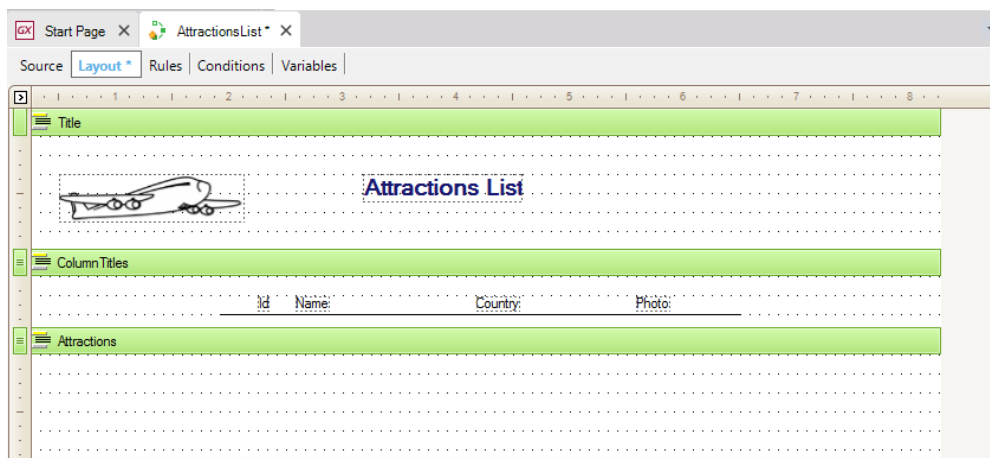 GX Start Page X AttractionsList * X
Source Layout * Rules Conditions Variables
1 2 3 4 5 6 7 8
Title
Attractions List
ColumnTitles
Id Name Country Photo
Attractions